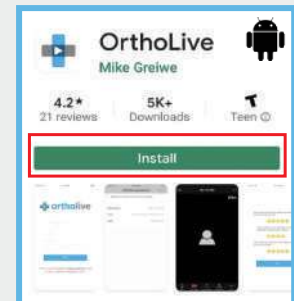 OrthoLive
Mike Greiwe
4.2★
21 reviews
5K+
Downloads
T
Teen
Install
ortholive